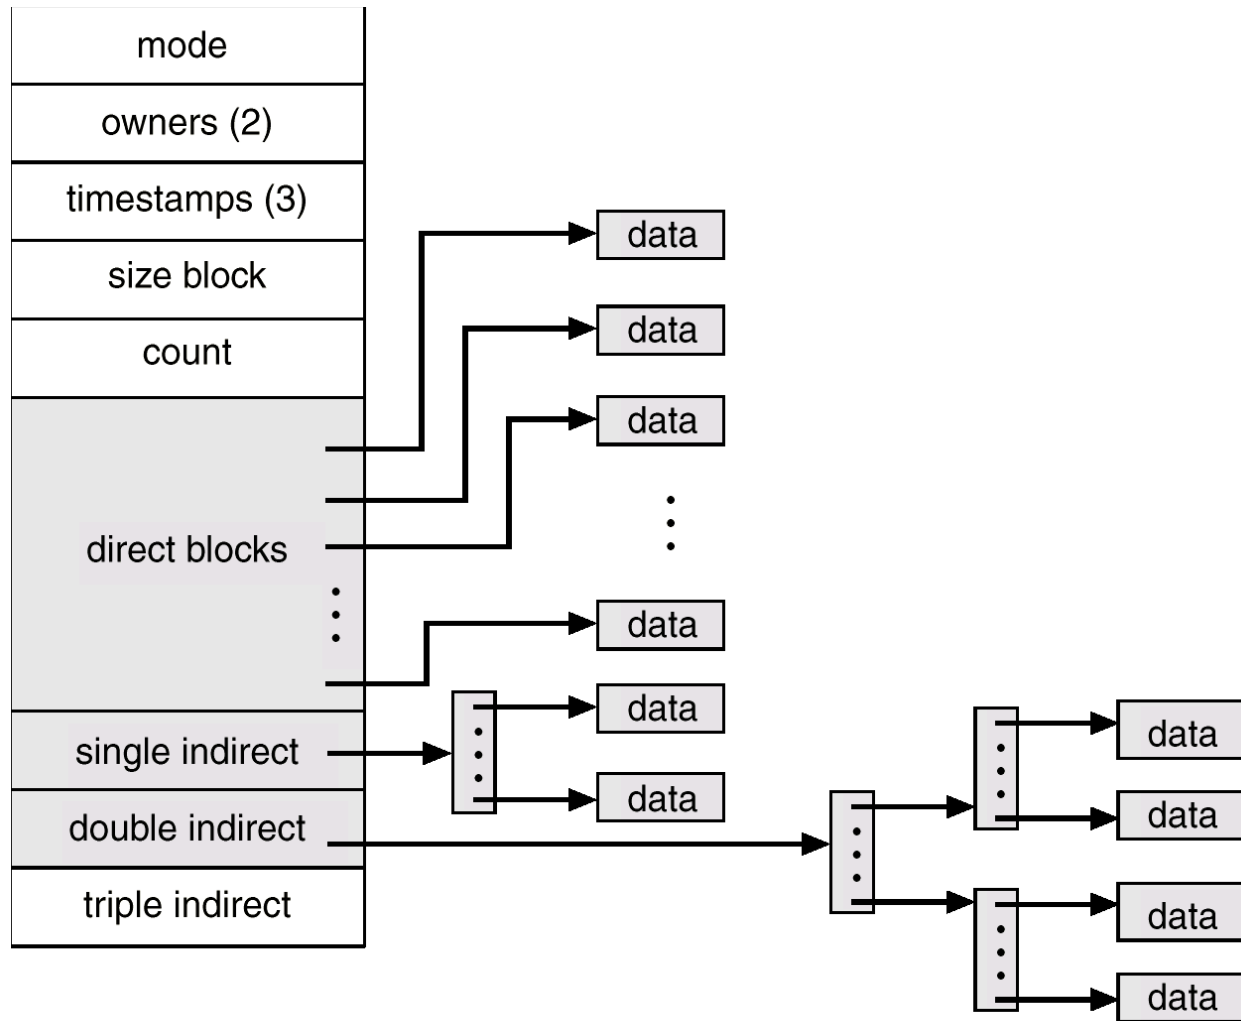 mode
owners (2)
timestamps (3)
size block
count
direct blocks
single indirect
double indirect
triple indirect
data
data
data
data
data
data
data
data
data
data